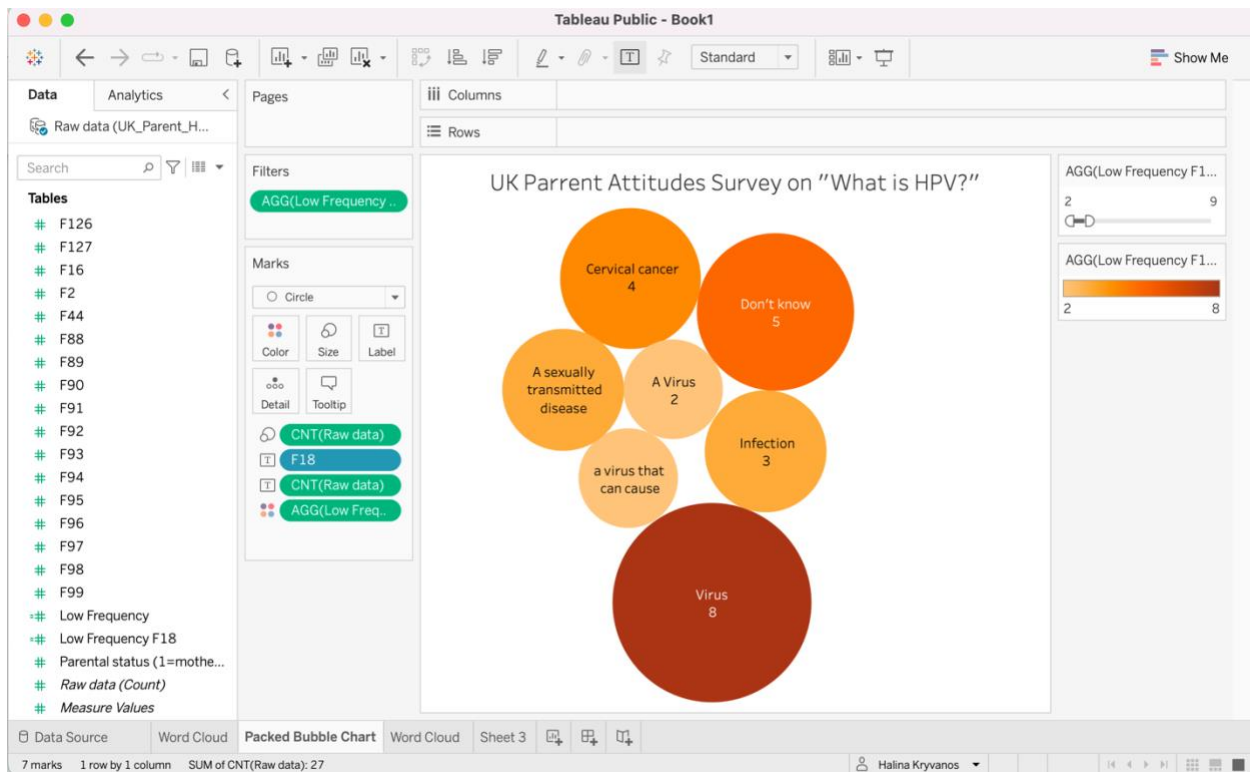 Tableau Public - Book1
Standard
Show Me
Data
Analytics
Pages
Columns
Raw data (UK_Parent_H...
Rows
Search
Filters
AGG(Low Frequency ..
Tables
F126
F127
F16
F2
F44
F88
F89
F90
F91
F92
F93
F94
F95
F96
F97
F98
F99
Low Frequency
Low Frequency F18
Parental status (1=mothe...
Raw data (Count)
Measure Values
Marks
Circle
Color
Size
Label
Detail
Tooltip
CNT(Raw data)
F18
CNT(Raw data)
AGG(Low Freq..
UK Parrent Attitudes Survey on "What is HPV?"
Cervical cancer
4
Don't know
5
A sexually
transmitted
disease
A Virus
2
Infection
3
a virus that
can cause
Virus
8
AGG(Low Frequency F1...
2 9
AGG(Low Frequency F1...
2 8
Data Source
Word Cloud
Packed Bubble Chart
Word Cloud
Sheet 3
7 marks 1 row by 1 column SUM of CNT(Raw data): 27
Halina Kryvanos